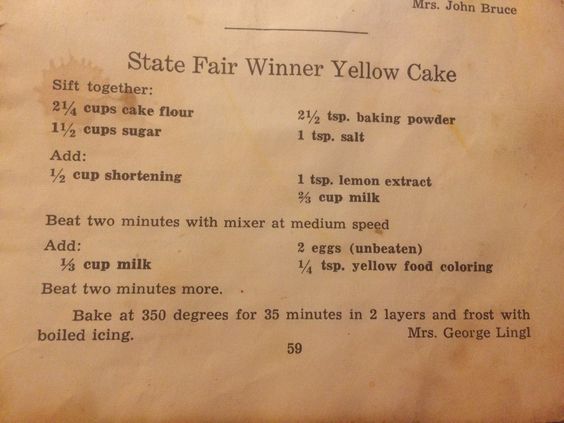 Mrs. John Bruce
State Fair Winner Yellow Cake
Sift together:
2¼ cups cake flour 2½ tsp. baking powder
1½ cups sugar 1 tsp. salt
Add:
½ cup shortening 1 tsp. lemon extract
⅔ cup milk
Beat two minutes with mixer at medium speed
Add: 2 eggs (unbeaten)
⅓ cup milk ¼ tsp. yellow food coloring
Beat two minutes more.
Bake at 350 degrees for 35 minutes in 2 layers and frost with
boiled icing. Mrs. George Lingl
59